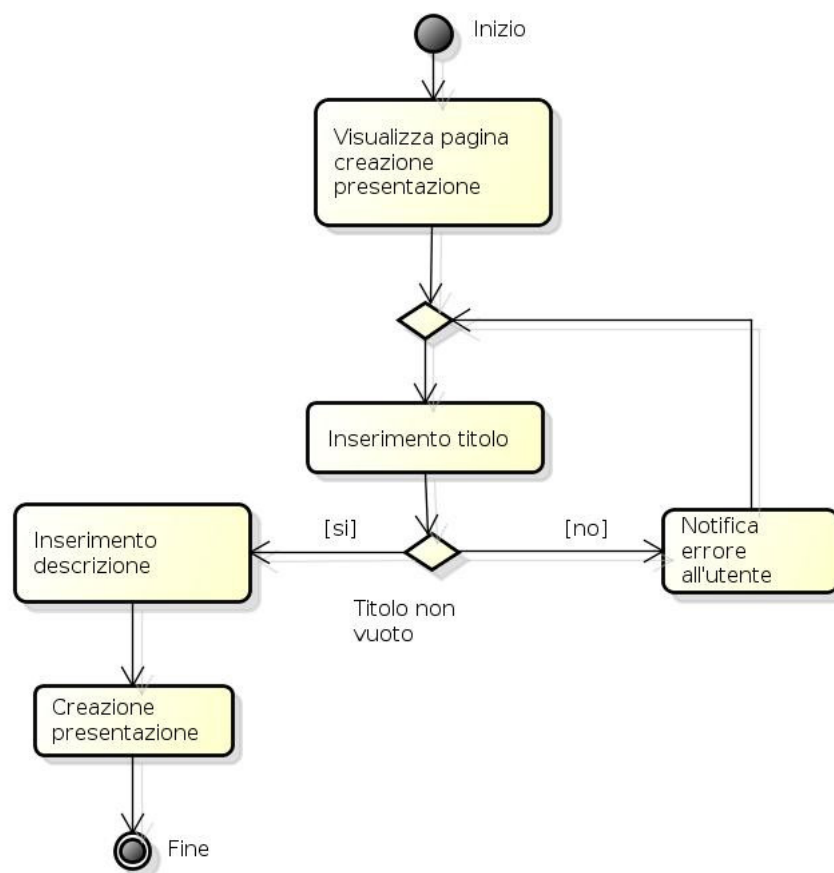 Inizio
Visualizza pagina
creazione
presentazione
Inserimento titolo
[si]
[no]
Titolo non
vuoto
Notifica
errore
all'utente
Inserimento
descrizione
Creazione
presentazione
Fine